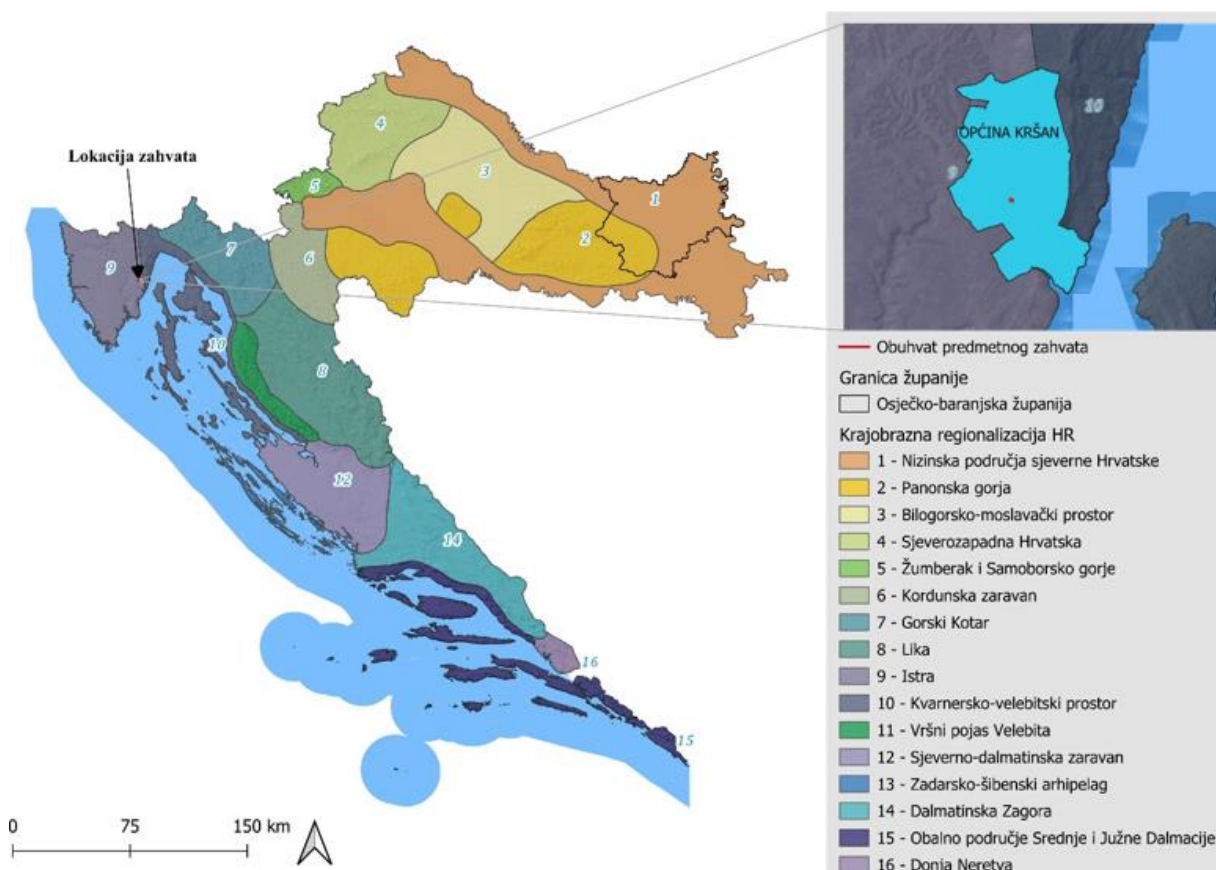 Lokacija zahvata
4
5
3
1
2
7
6
9
10
8
12
14
16
15
0 75 150 km
OPĆINA KRŠAN
10
9
Obuhvat predmetnog zahvata
Granica županije
Osječko-baranjska županija
Krajobrazna regionalizacija HR
1 - Nizinska područja sjeverne Hrvatske
2 - Panonska gorja
3 - Bilogorsko-moslavački prostor
4 - Sjeverozapadna Hrvatska
5 - Žumberak i Samoborsko gorje
6 - Kordunska zaravan
7 - Gorski Kotar
8 - Lika
9 - Istra
10 - Kvarnersko-velebitski prostor
11 - Vršni pojas Velebita
12 - Sjeverno-dalmatinska zaravan
13 - Zadarsko-šibenski arhipelag
14 - Dalmatinska Zagora
15 - Obalno područje Srednje i Južne Dalmacije
16 - Donja Neretva